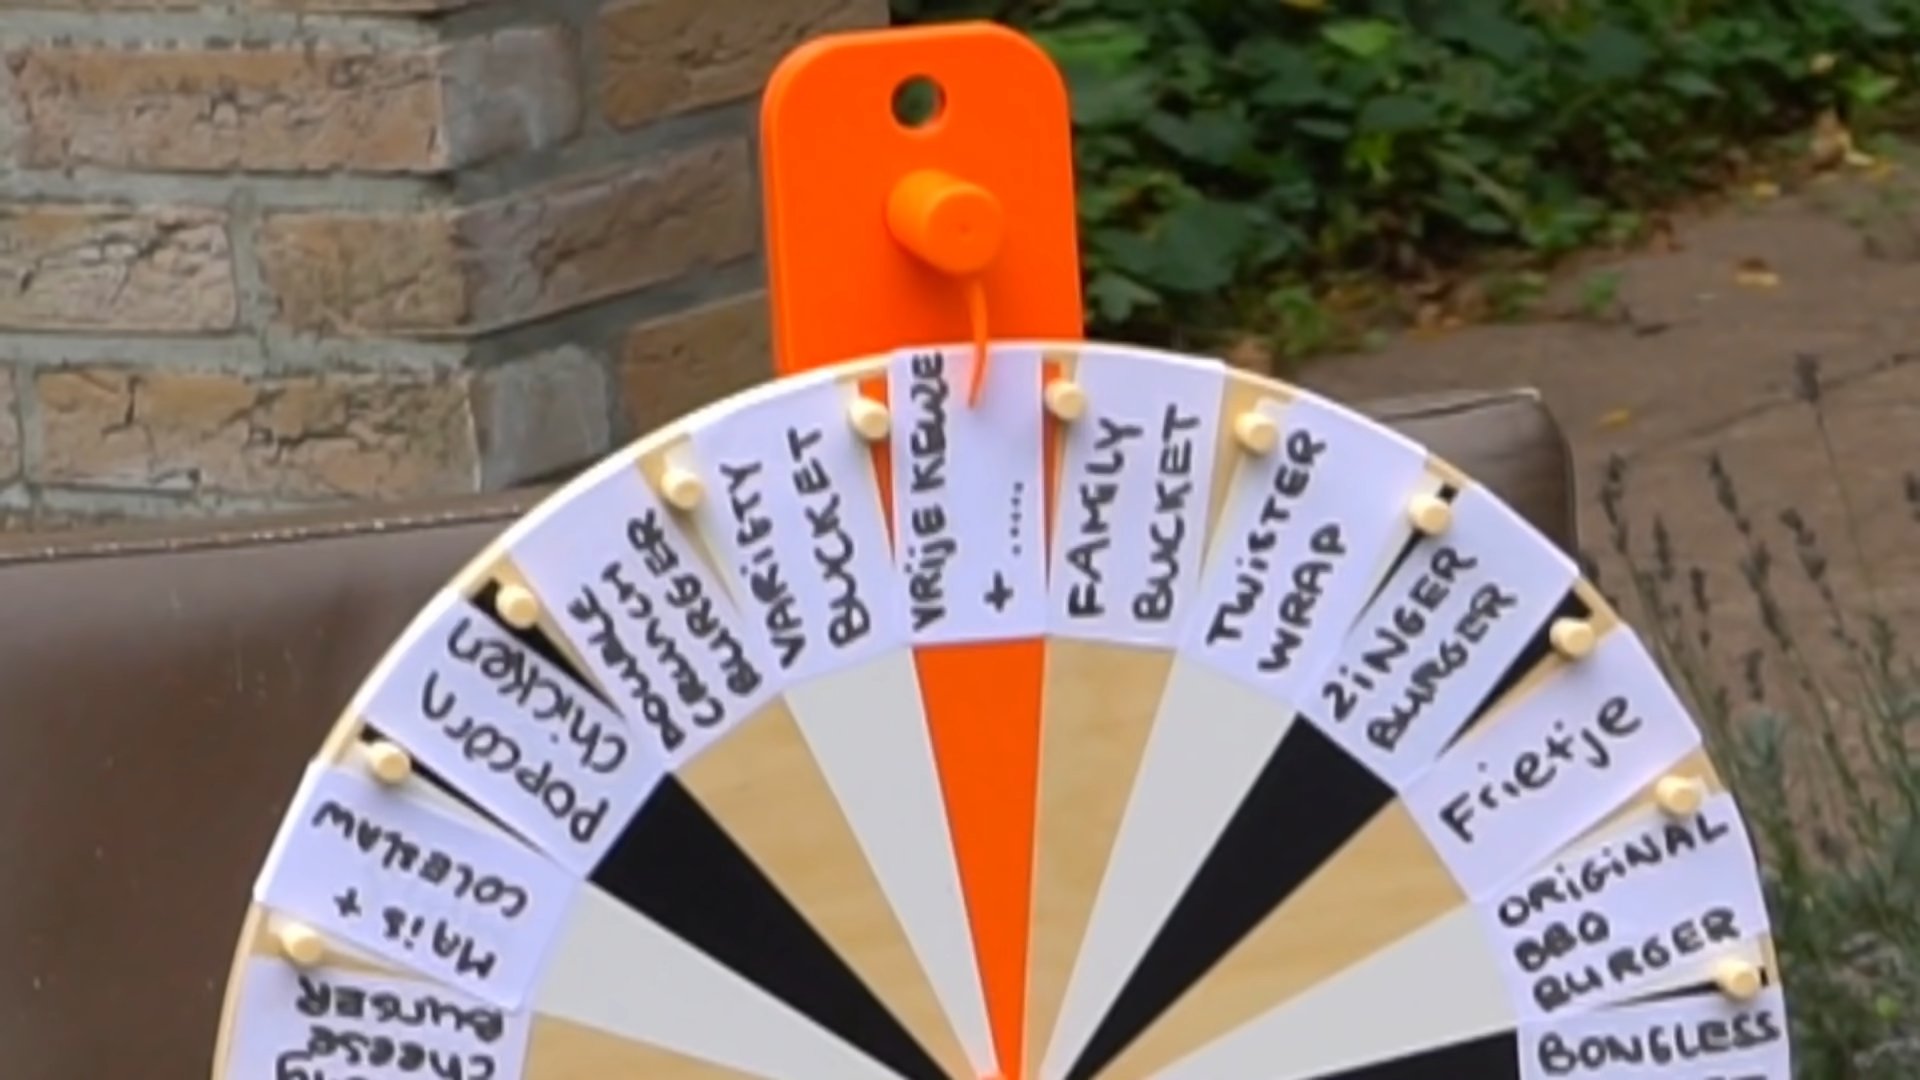 BURGER
Cheese
MAis +
COLESLAW
POPCORN
Chicken
DOUBLE
CRUNCH
BURGER
VARiETY
BUCKET
VRIJE KEUZE
+ .....
FAMiLY
BUCKET
TWiSTER
WRAP
ZiNGER
BURGER
Frietje
ORiGiNAL
BBQ
BURGER
BONGLESS